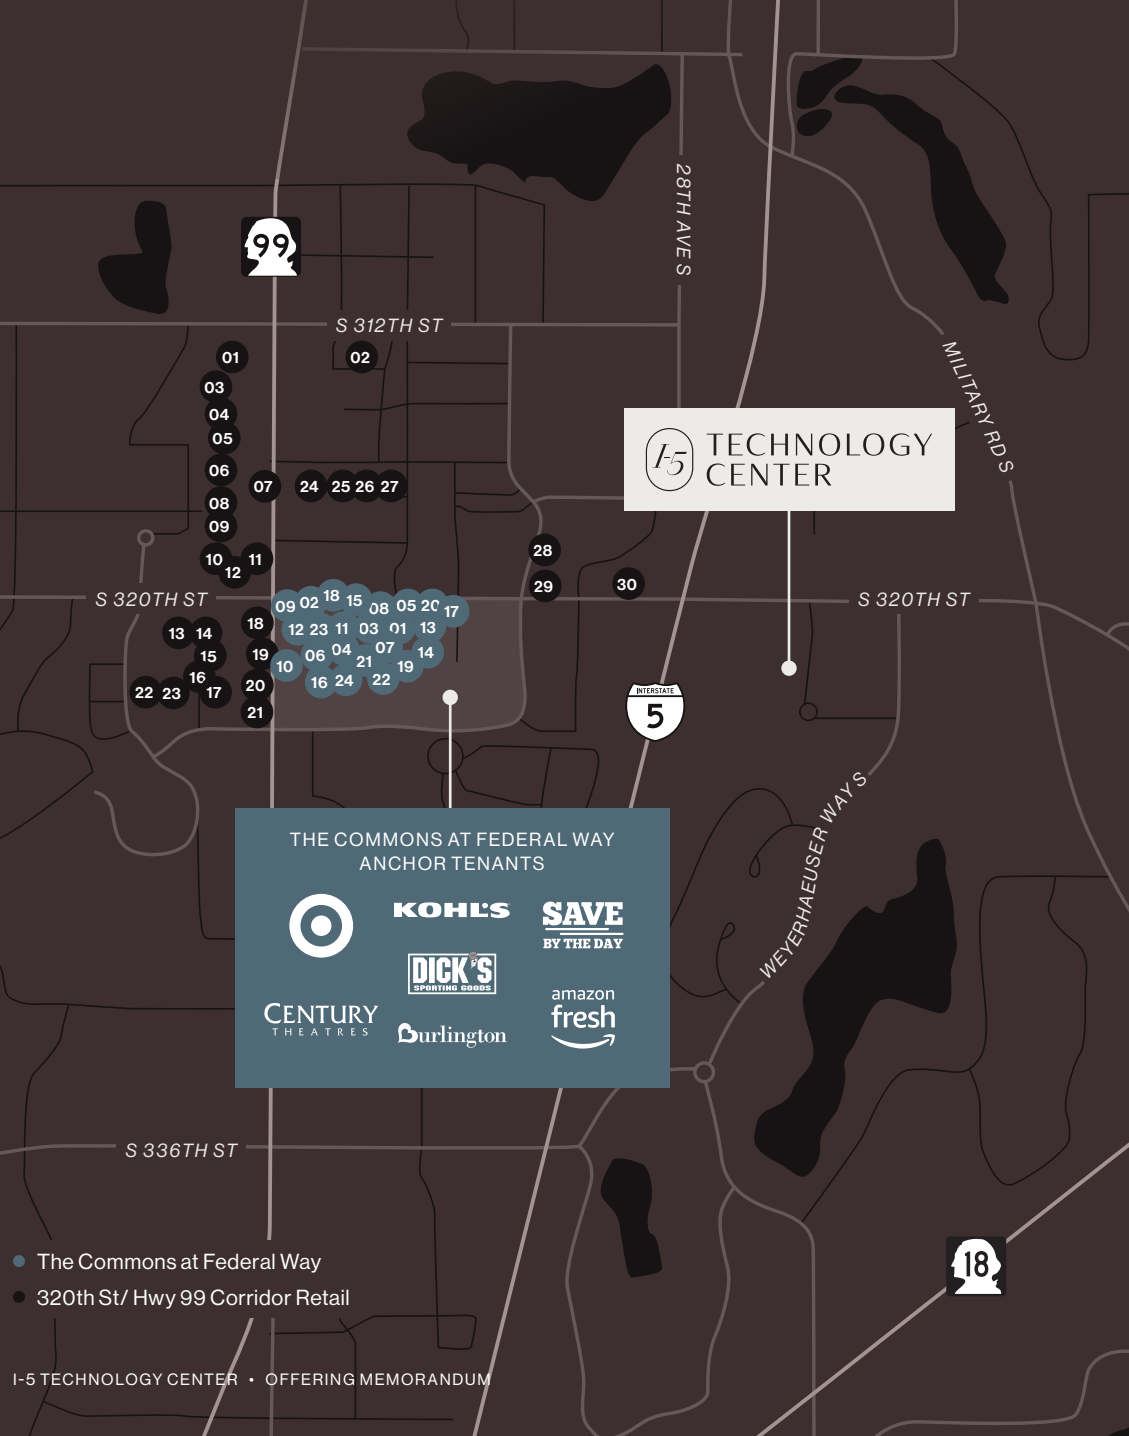 28TH AVE S
99
S 312TH ST
01
02
03
04
05
06
07
24
25
26
27
08
09
10
11
12
MILITARY RD S
I-5
TECHNOLOGY
CENTER
28
29
30
S 320TH ST
S 320TH ST
09
02
18
15
08
05
20
17
12
23
11
03
01
13
06
04
21
07
14
10
19
16
24
22
18
13
14
19
15
16
20
22
23
17
21
INTERSTATE
5
WEYERHAEUSER WAY S
THE COMMONS AT FEDERAL WAY
ANCHOR TENANTS
KOHL'S
SAVE
BY THE DAY
DICK'S
SPORTING GOODS
CENTURY
THEATRES
Burlington
amazon
fresh
S 336TH ST
18
The Commons at Federal Way
320th St/ Hwy 99 Corridor Retail
I-5 TECHNOLOGY CENTER • OFFERING MEMORANDUM